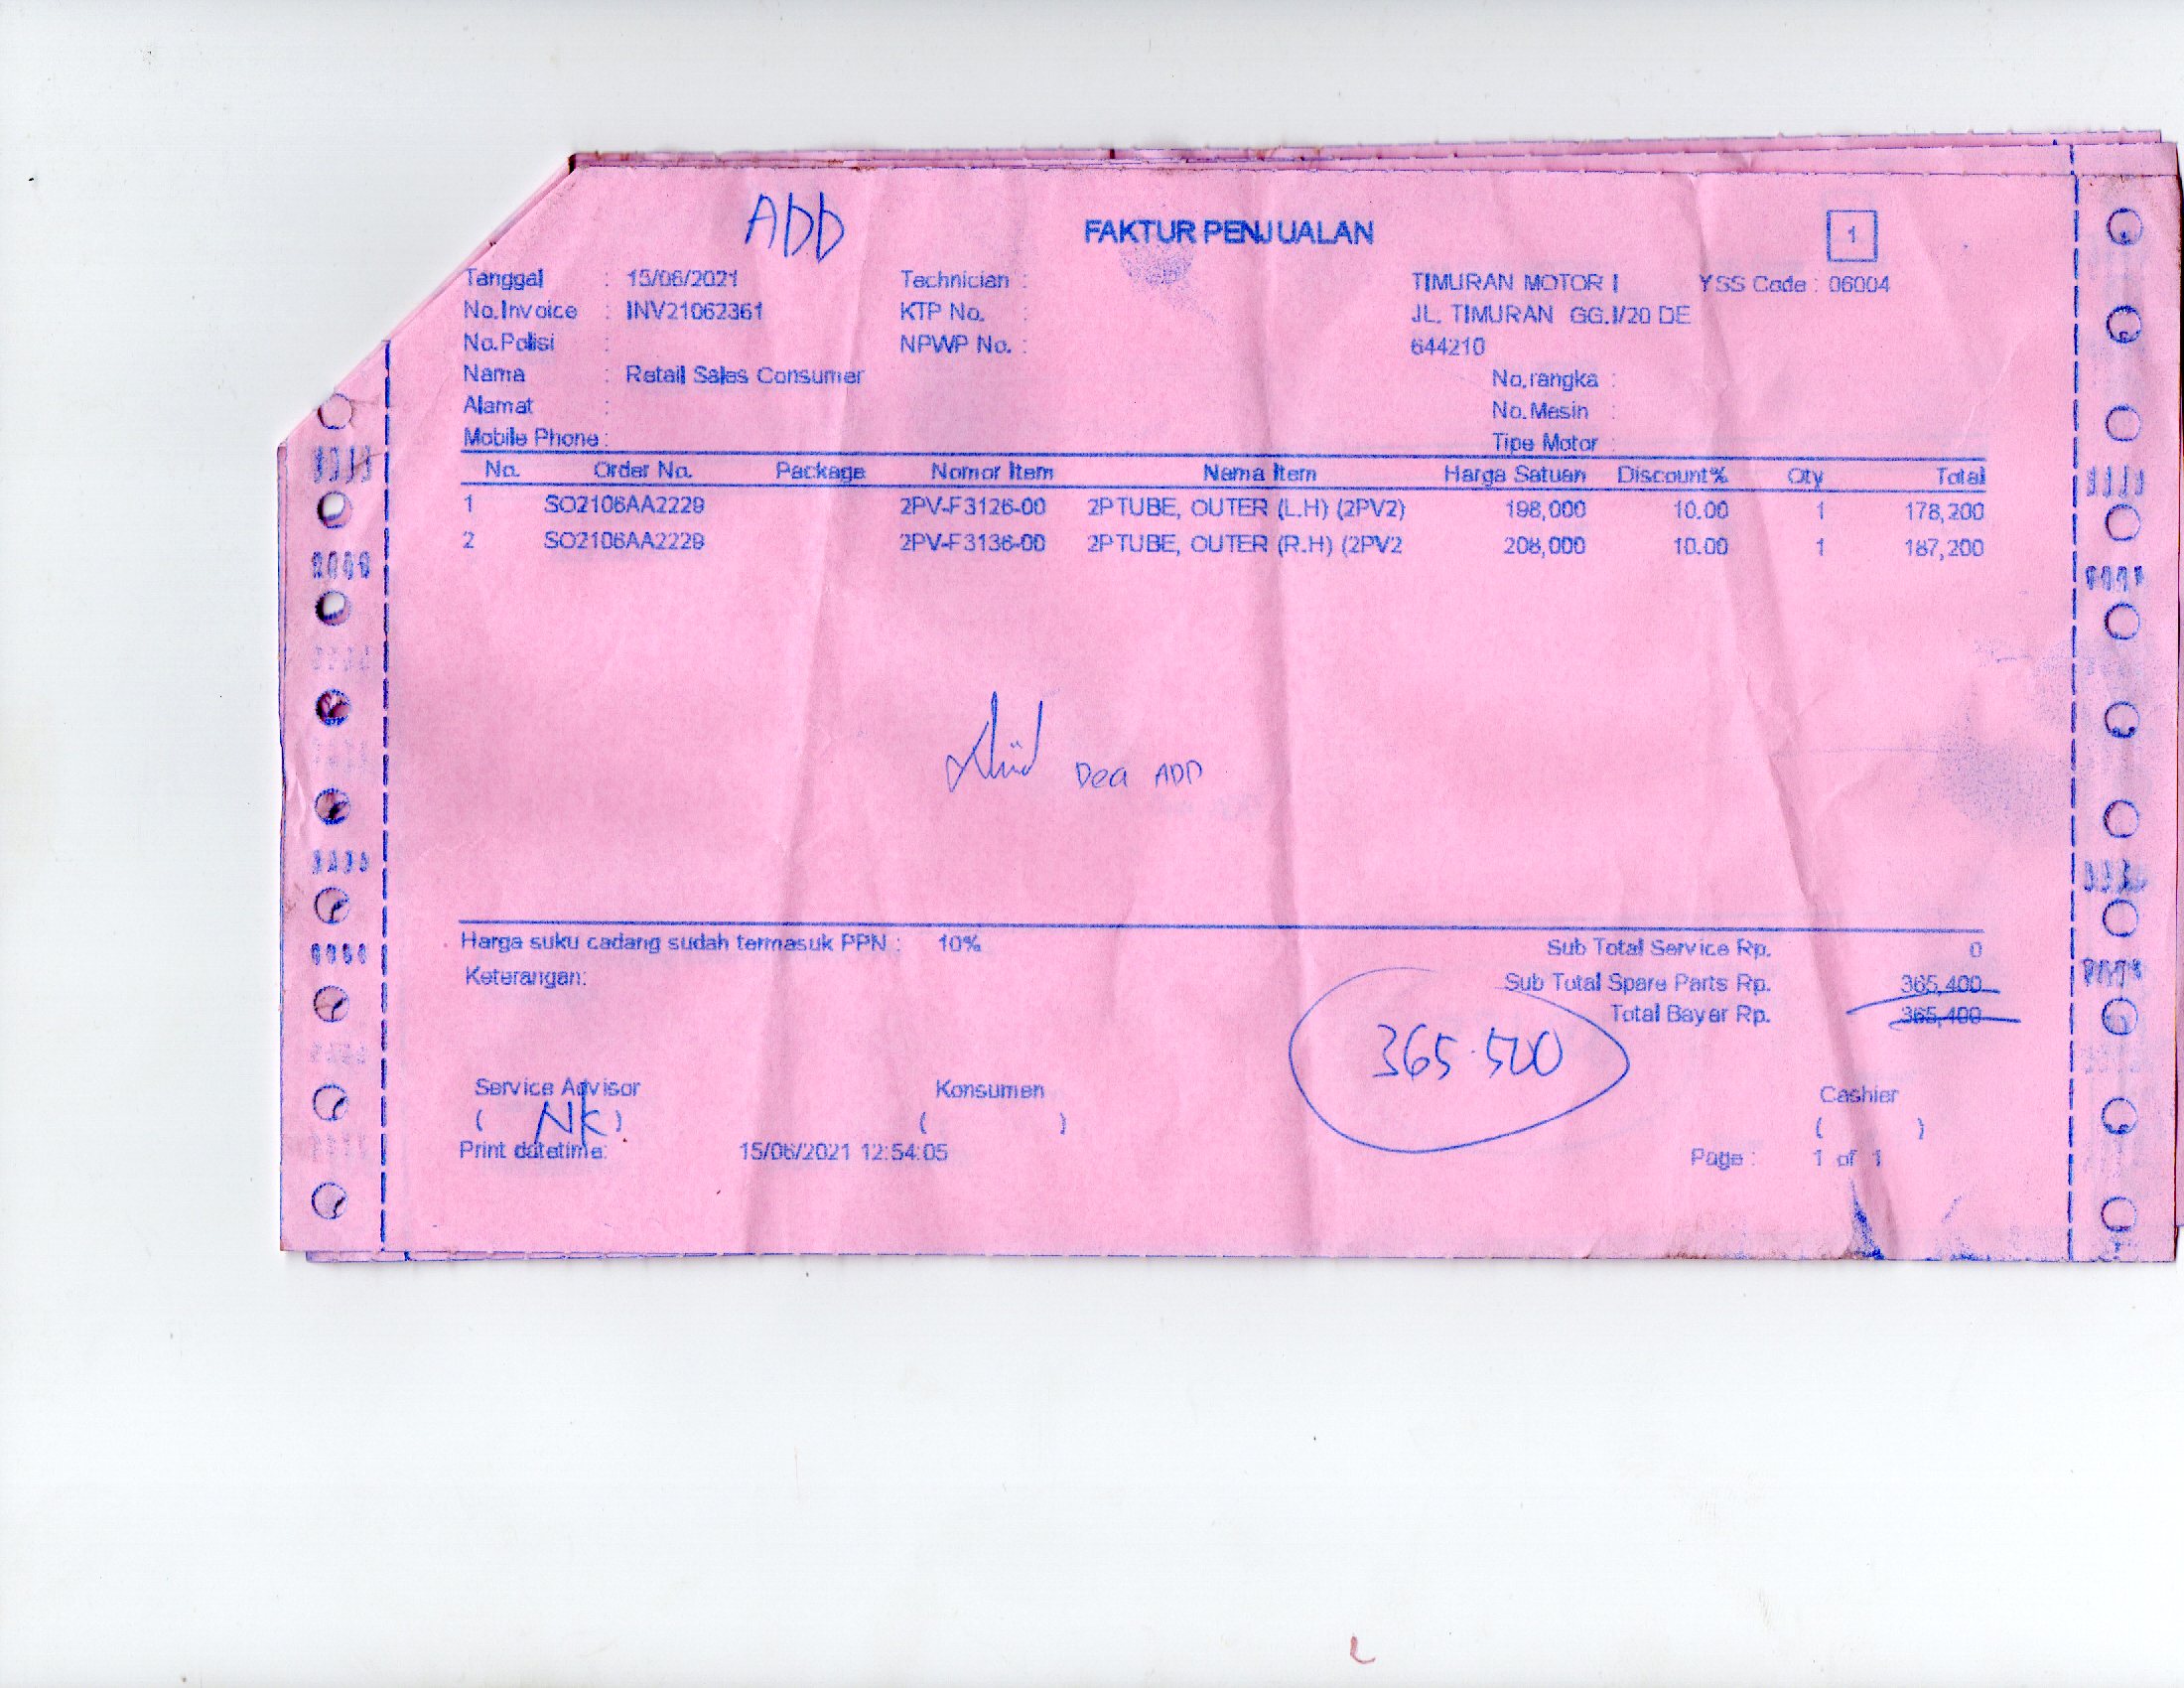 ADD
FAKTUR PENJUALAN
1
Tanggal : 15/06/2021 Technician : TIMURAN MOTOR I YSS Code : 06004
No.Invoice : INV21062361 KTP No. : JL. TIMURAN GG.I/20 DE
No.Polisi : NPWP No. : 644210
Nama : Retail Sales Consumer No.rangka :
Alamat : No.Mesin :
Mobile Phone : Tipe Motor :
No. Order No. Package Nomor Item Nama Item Harga Satuan Discount% Qty Total
1 SO2106AA2229 2PV-F3126-00 2PTUBE, OUTER (L.H) (2PV2) 198,000 10.00 1 178,200
2 SO2106AA2229 2PV-F3136-00 2PTUBE, OUTER (R.H) (2PV2 208,000 10.00 1 187,200
Dea ADD
Harga suku cadang sudah termasuk PPN : 10% Sub Total Service Rp. 0
Keterangan: Sub Total Spare Parts Rp. 365,400
Total Bayar Rp. 365,400
365.500
Service Advisor Konsumen Cashier
( NK ) ( ) ( )
Print datetime: 15/06/2021 12:54:05 Page : 1 of 1